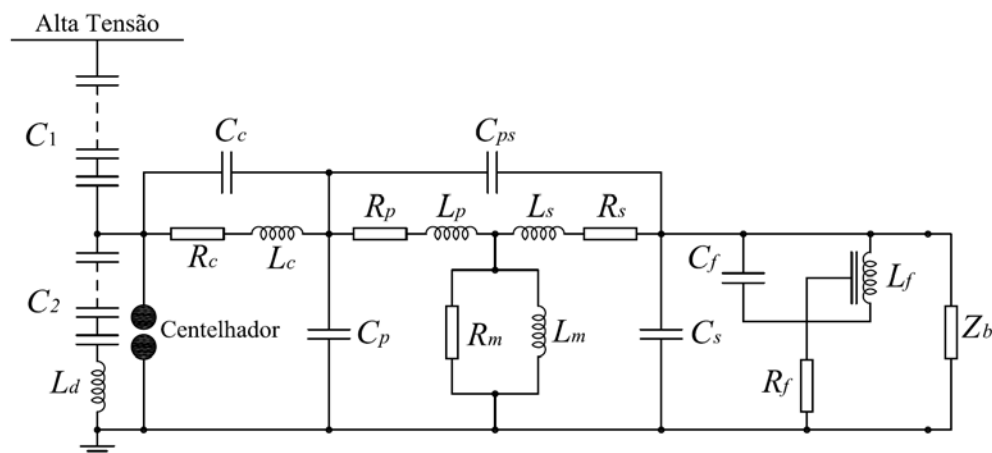 Alta Tensão
C1
Cc
Cps
Rp
Lp
Ls
Rs
Rc
Lc
Cf
Lf
C2
Centelhador
Cp
Rm
Lm
Cs
Zb
Ld
Rf